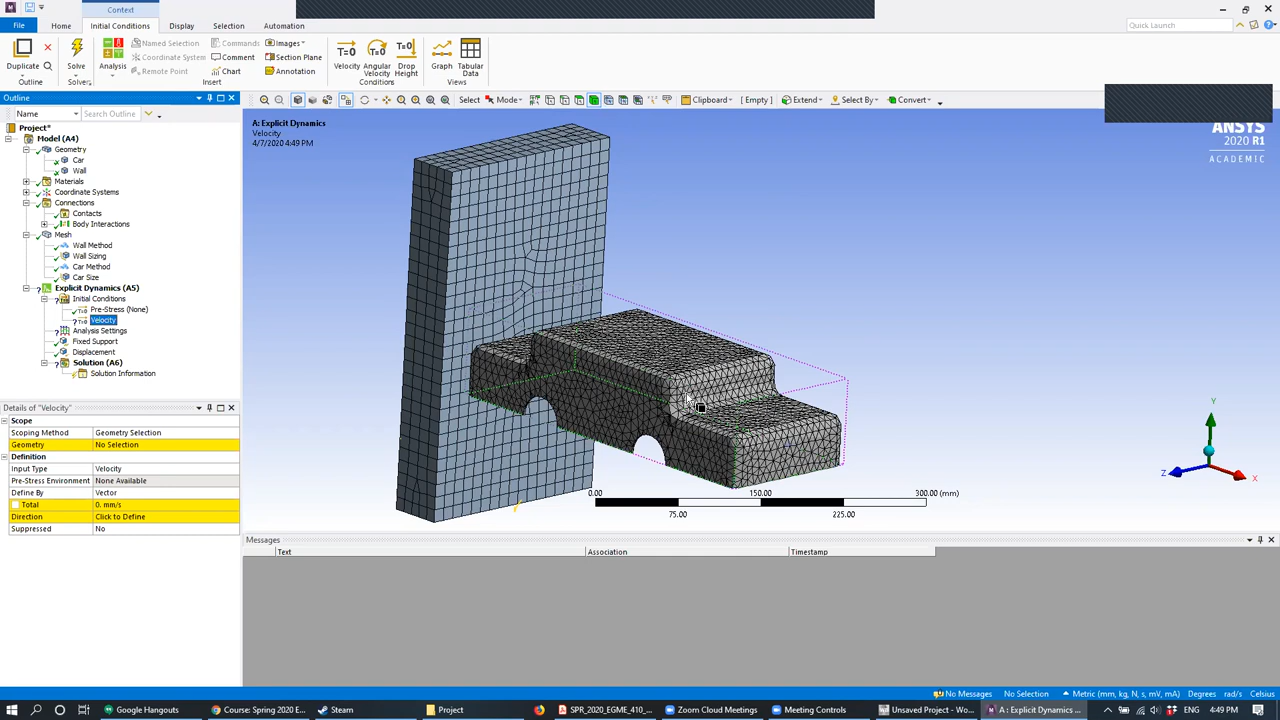 Context
File
Home
Initial Conditions
Display
Selection
Automation
Quick Launch
Duplicate
Outline
Solve
Solver
Analysis
Named Selection
Coordinate System
Remote Point
Commands
Comment
Chart
Images
Section Plane
Annotation
Insert
Velocity
Angular
Velocity
Drop
Height
Conditions
Graph
Tabular
Data
Views
Outline
Select
Mode
Clipboard
[ Empty ]
Extend
Select By
Convert
Name
Search Outline
Project*
Model (A4)
Geometry
Car
Wall
Materials
Coordinate Systems
Connections
Contacts
Body Interactions
Mesh
Wall Method
Wall Sizing
Car Method
Car Size
Explicit Dynamics (A5)
Initial Conditions
Pre-Stress (None)
Velocity
Analysis Settings
Fixed Support
Displacement
Solution (A6)
Solution Information
A: Explicit Dynamics
Velocity
4/7/2020 4:49 PM
ANSYS
2020 R1
ACADEMIC
Y
Z
X
0.00
150.00
300.00 (mm)
75.00
225.00
Details of "Velocity"
Scope
Scoping Method Geometry Selection
Geometry No Selection
Definition
Input Type Velocity
Pre-Stress Environment None Available
Define By Vector
Total 0. mm/s
Direction Click to Define
Suppressed No
Messages
Text Association Timestamp
No Messages No Selection Metric (mm, kg, N, s, mV, mA) Degrees rad/s Celsius
Google Hangouts
Course: Spring 2020 E...
Steam
Project
SPR_2020_EGME_410_...
Zoom Cloud Meetings
Meeting Controls
Unsaved Project - Wo...
A : Explicit Dynamics ...
ENG
4:49 PM